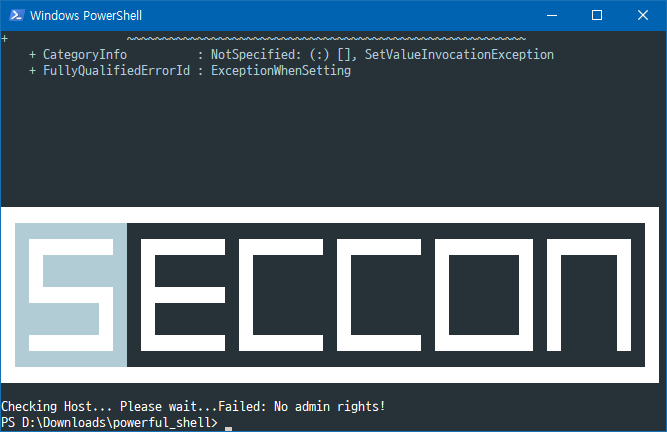 Windows PowerShell
+                 ~~~~~~~~~~~~~~~~~~~~~~~~~~~~~~~~~~~~~~~~~~~~~~~~~~~~~~~~~
    + CategoryInfo          : NotSpecified: (:) [], SetValueInvocationException
    + FullyQualifiedErrorId : ExceptionWhenSetting
SECCON
Checking Host... Please wait...Failed: No admin rights!
PS D:\Downloads\powerful_shell>